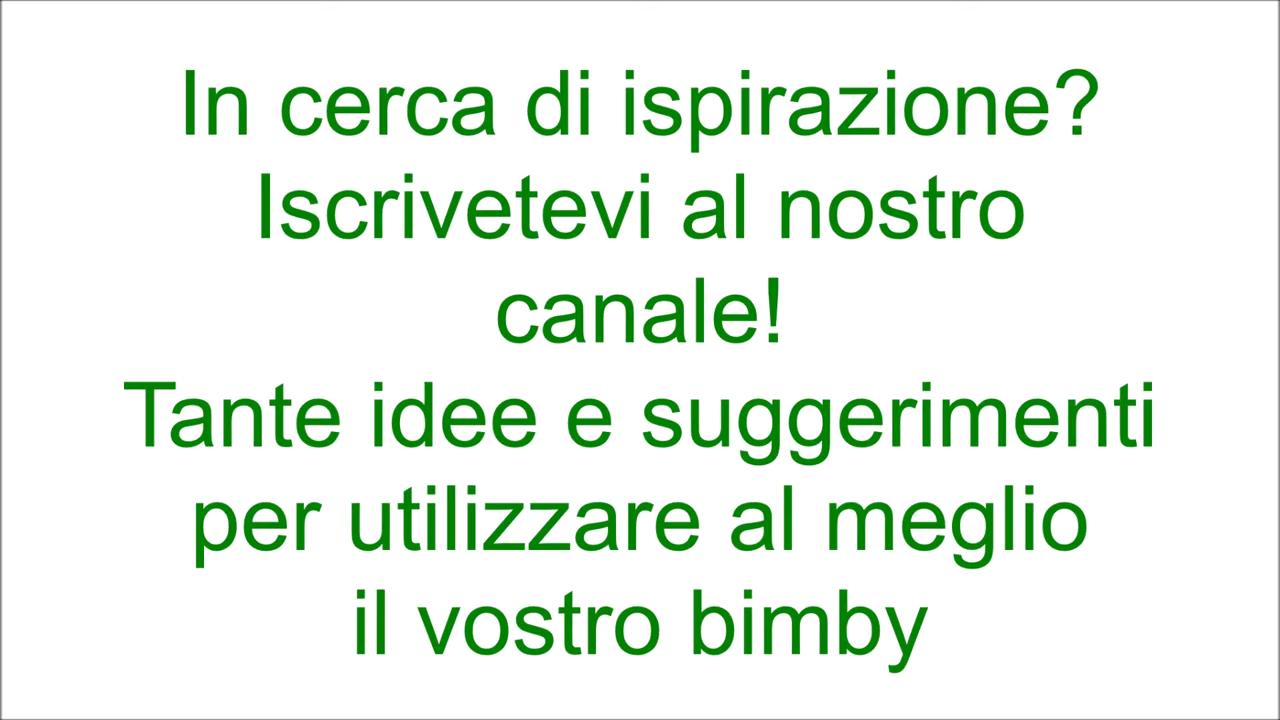 In cerca di ispirazione?
Iscrivetevi al nostro
canale!
Tante idee e suggerimenti
per utilizzare al meglio
il vostro bimby